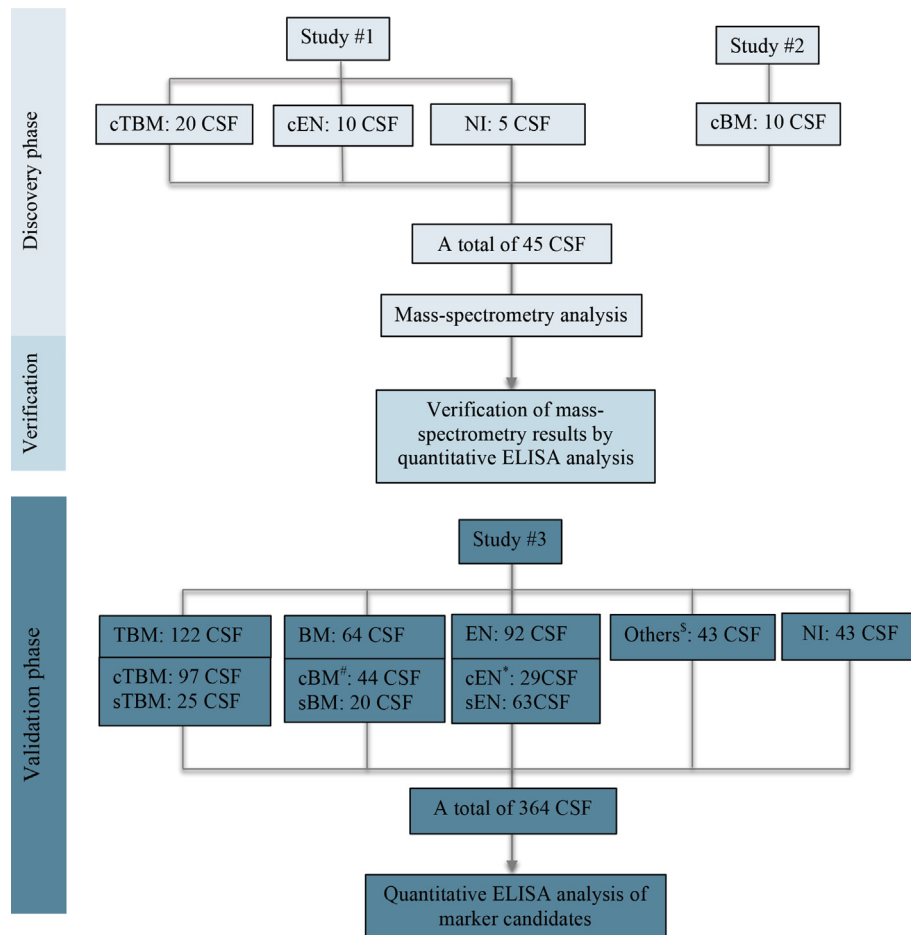 Discovery phase
Study #1
Study #2
cTBM: 20 CSF
cEN: 10 CSF
NI: 5 CSF
cBM: 10 CSF
A total of 45 CSF
Mass-spectrometry analysis
Verification
Verification of mass-
spectrometry results by
quantitative ELISA analysis
Validation phase
Study #3
TBM: 122 CSF
cTBM: 97 CSF
sTBM: 25 CSF
BM: 64 CSF
cBM#: 44 CSF
sBM: 20 CSF
EN: 92 CSF
cEN*: 29CSF
sEN: 63CSF
Others$: 43 CSF
NI: 43 CSF
A total of 364 CSF
Quantitative ELISA analysis of
marker candidates